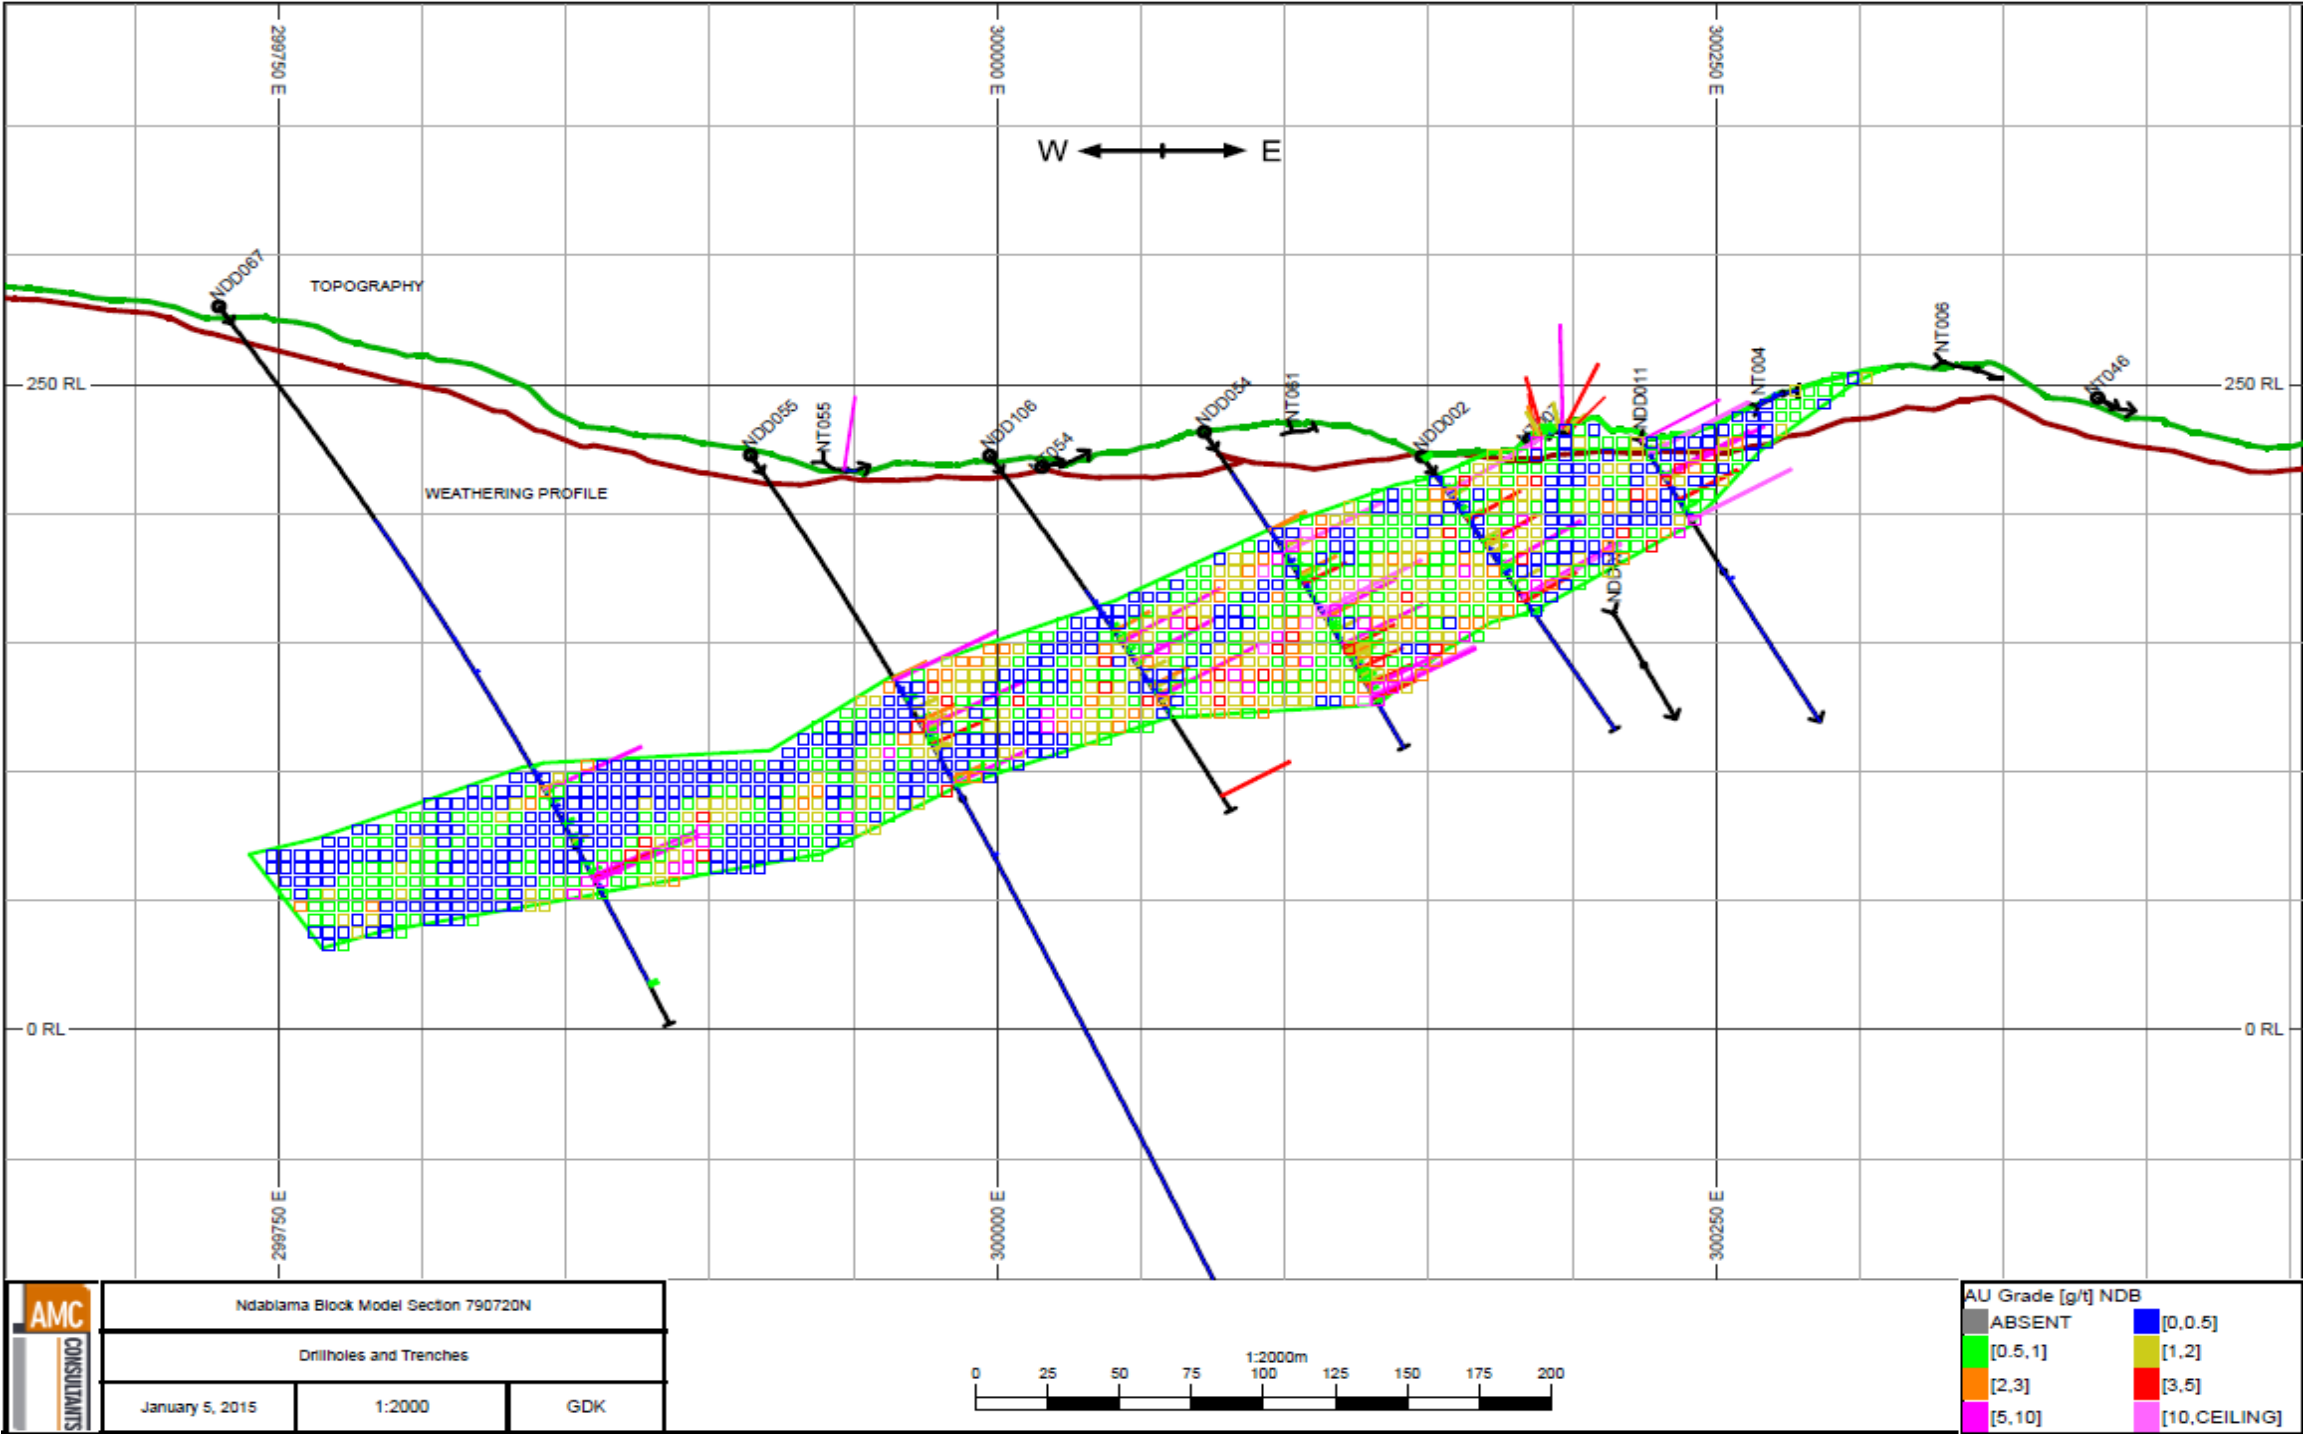 299750 E
300000 E
300250 E
W
E
NDD067
TOPOGRAPHY
NT006
250 RL
250 RL
NDD055
NT055
NDD106
NT054
NDD054
NT061
NDD002
NDD011
NT004
NT046
WEATHERING PROFILE
0 RL
0 RL
299750 E
300000 E
300250 E
AMC
CONSULTANTS
Ndablama Block Model Section 790720N
Drillholes and Trenches
January 5, 2015
1:2000
GDK
1:2000m
0 25 50 75 100 125 150 175 200
AU Grade [g/t] NDB
ABSENT
[0,0.5]
[0.5,1]
[1,2]
[2,3]
[3,5]
[5,10]
[10,CEILING]